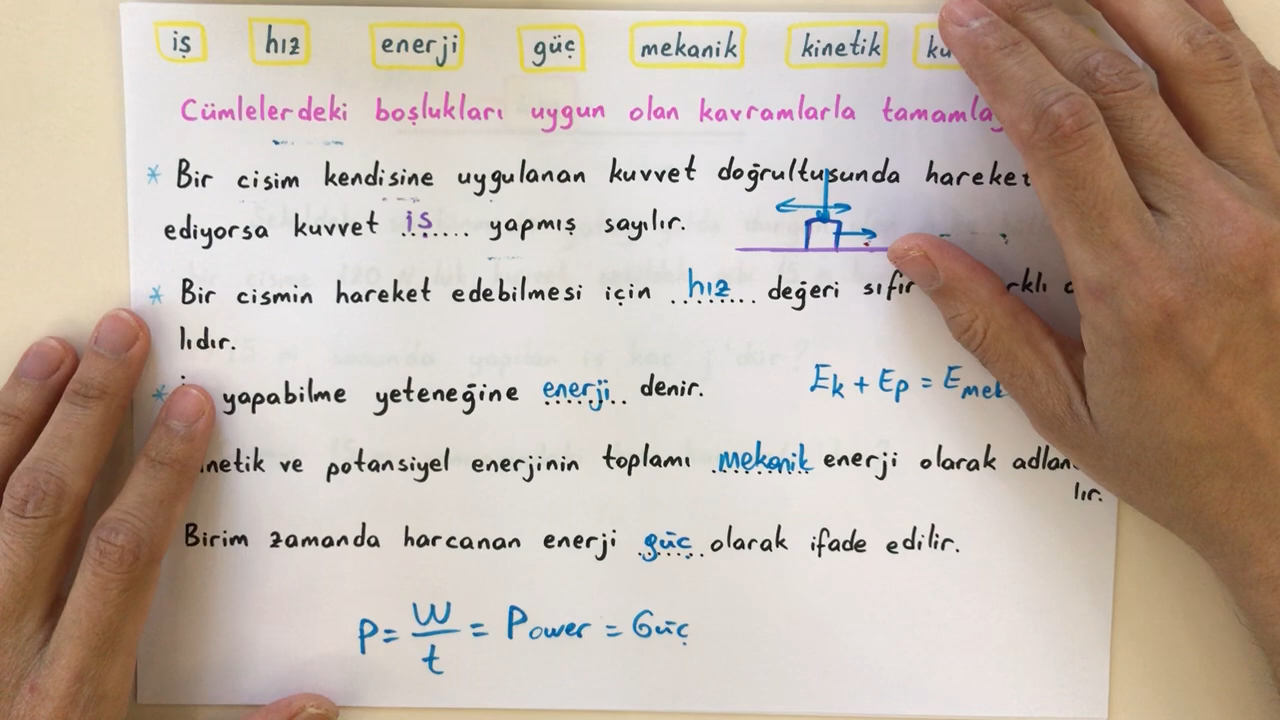 iş hız enerji güç mekanik kinetik
Cümlelerdeki boşlukları uygun olan kavramlarla
* Bir cisim kendisine uygulanan kuvvet doğrultusunda hareket
ediyorsa kuvvet ..iş.... yapmış sayılır.
* Bir cismin hareket edebilmesi için ..hız... değeri
lıdır.
* yapabilme yeteneğine enerji.. denir.
Ek + Ep = Emek
ve potansiyel enerjinin toplamı .mekanik enerji olarak
lır.
Birim zamanda harcanan enerji .güç.. olarak ifade edilir.
P = W/t = Power = Güç